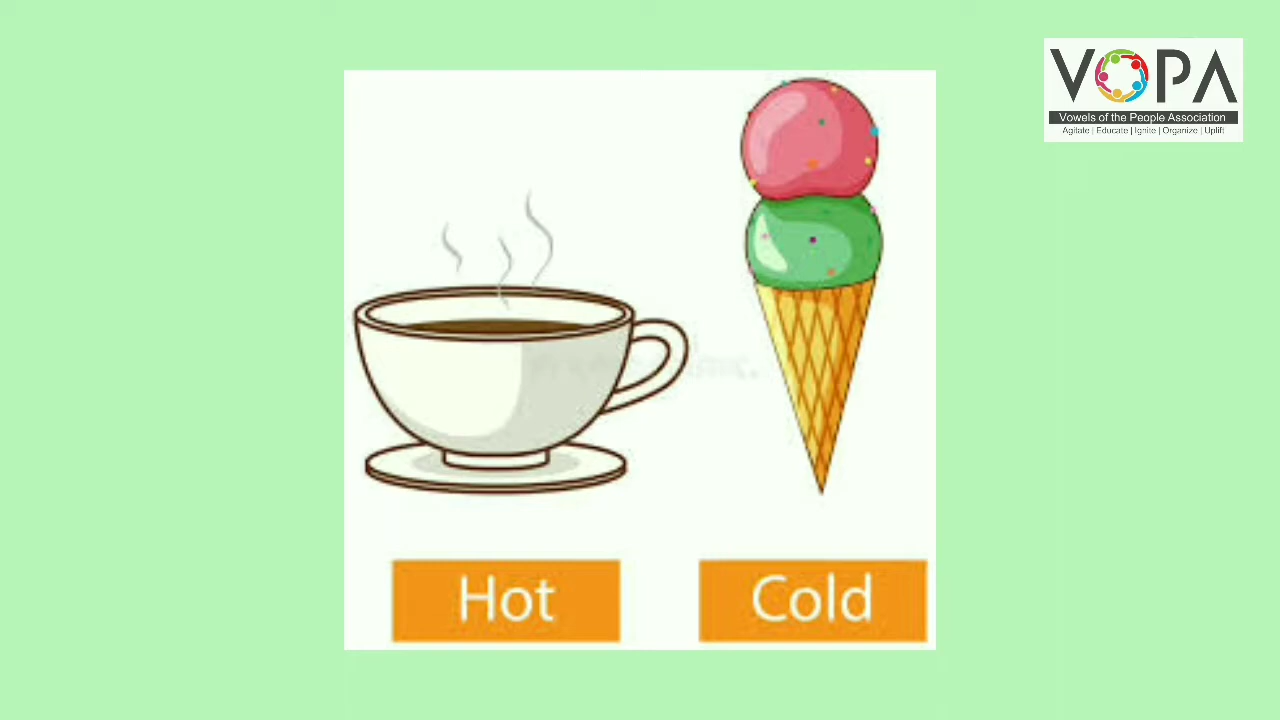 VOPA
Vowels of the People Association
Agitate | Educate | Ignite | Organize | Uplift
Hot
Cold